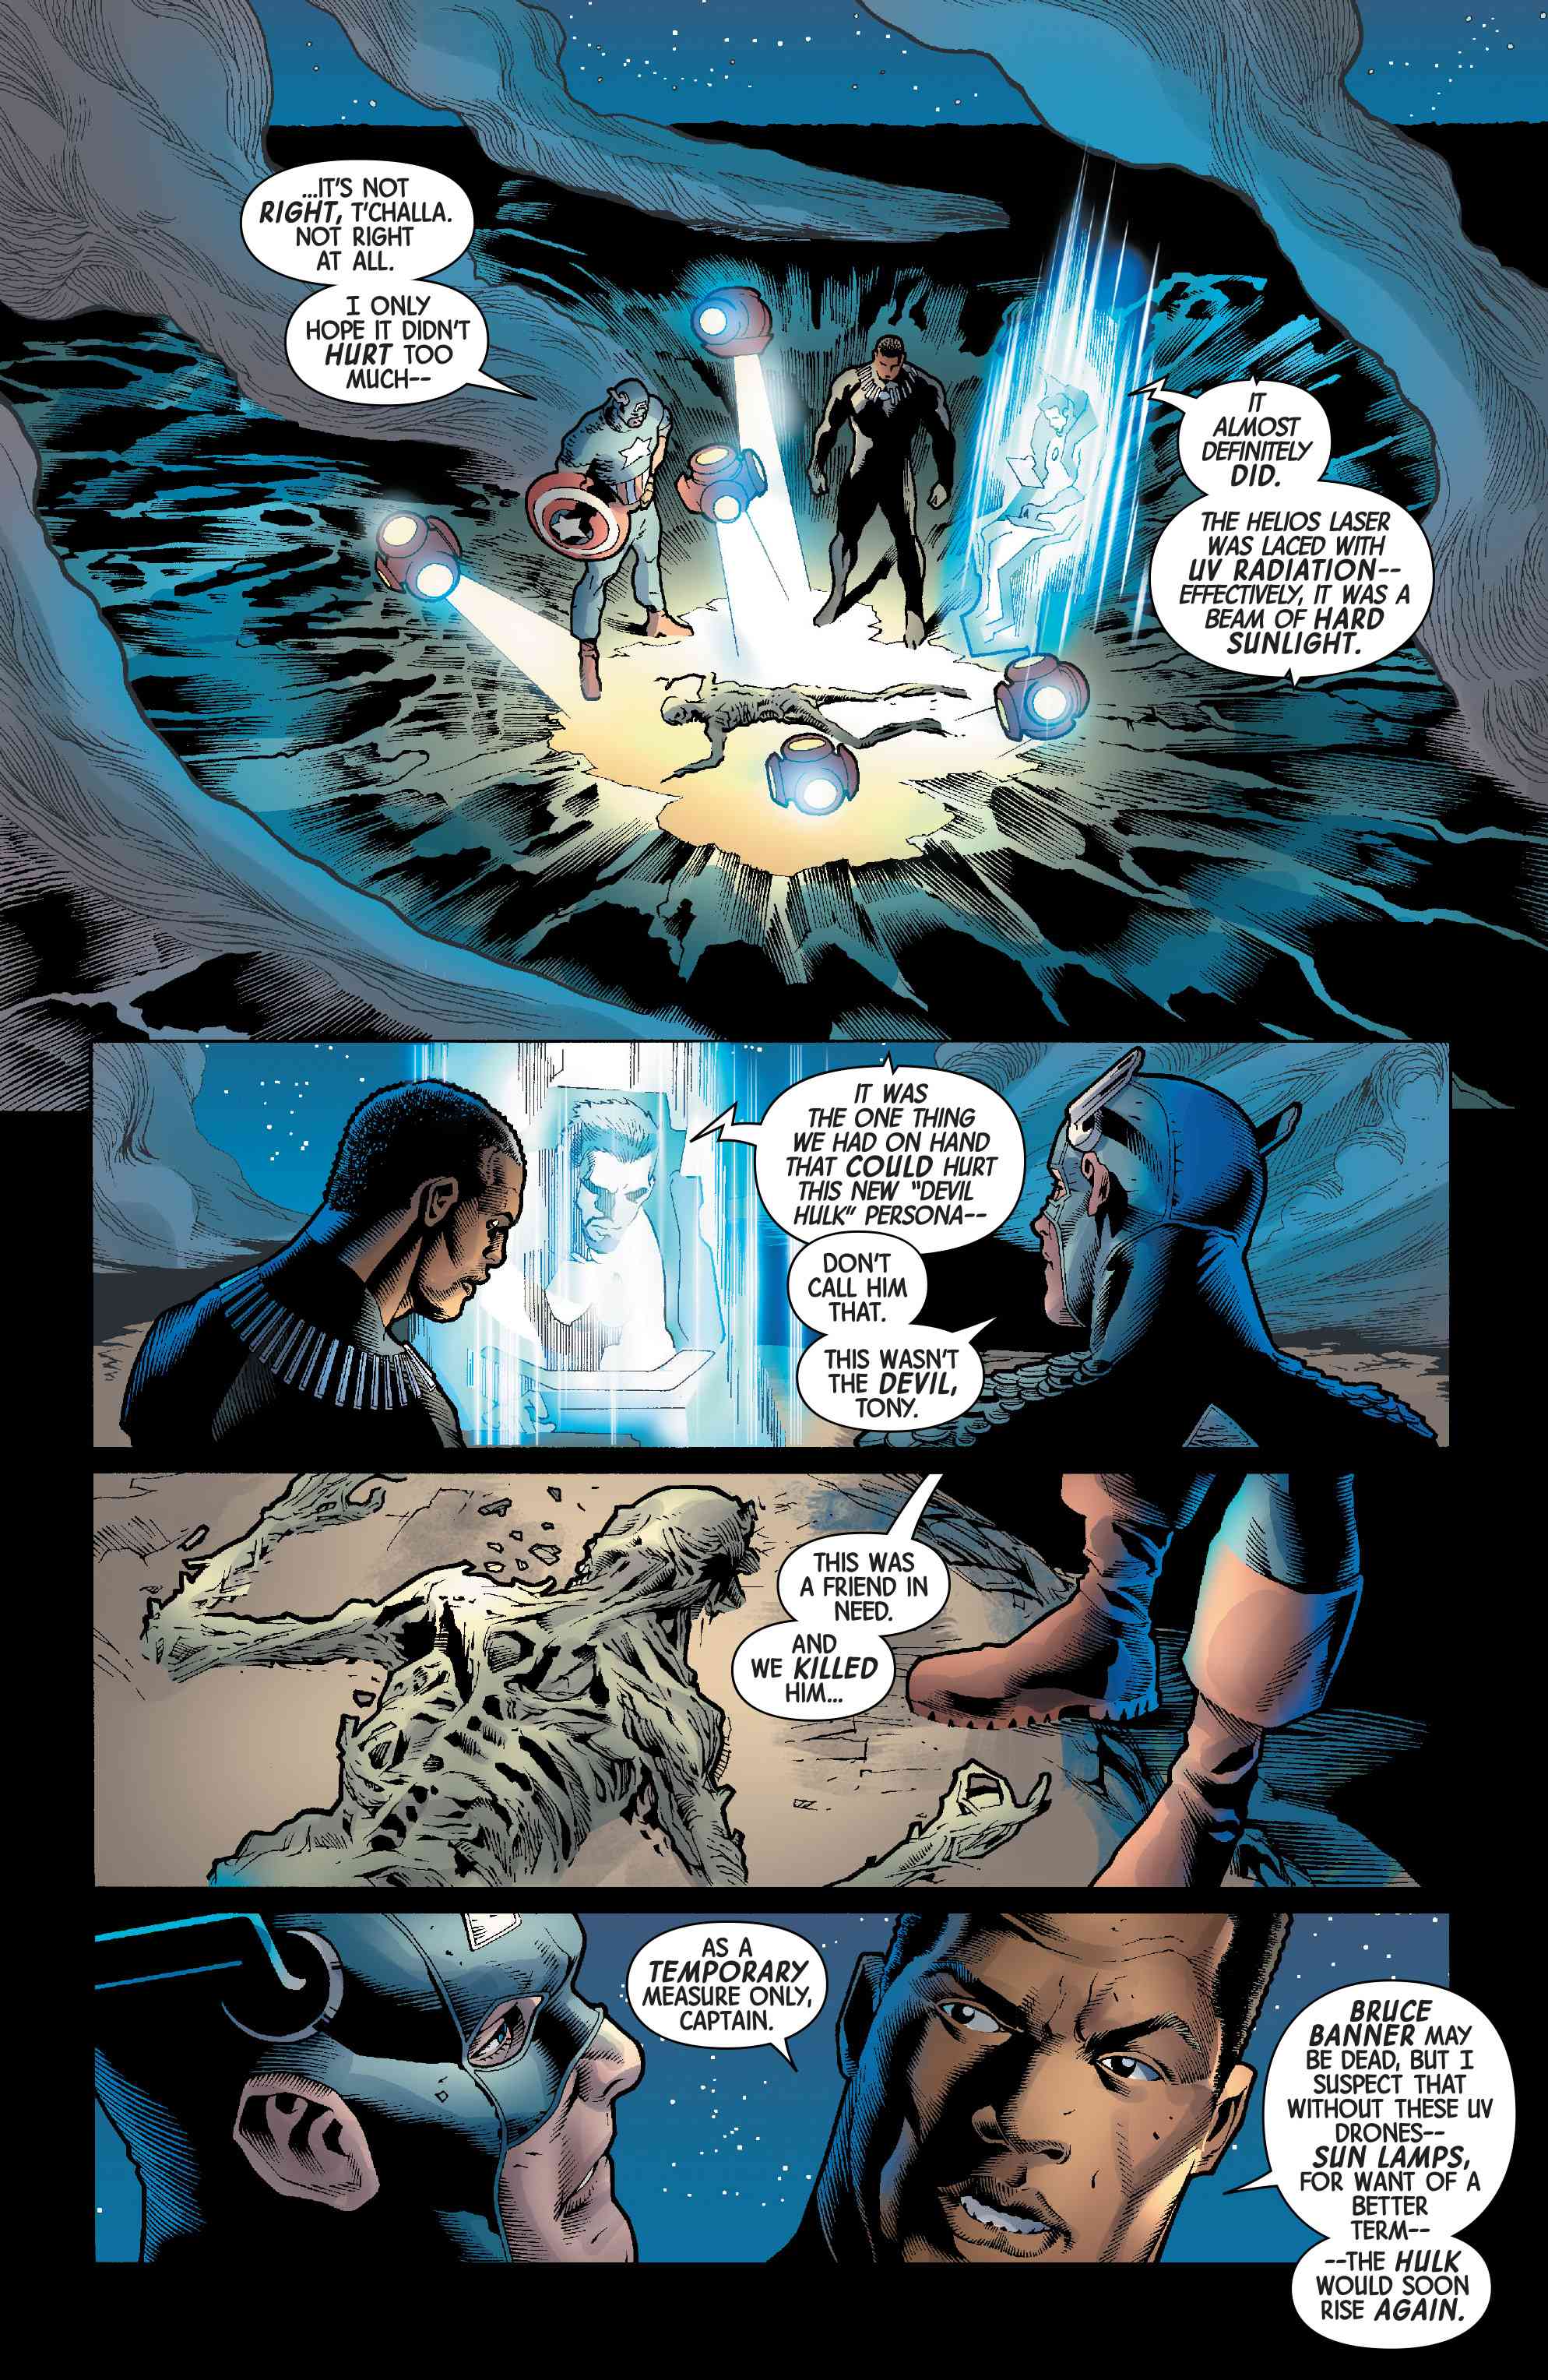 ...IT'S NOT
RIGHT, T'CHALLA.
NOT RIGHT
AT ALL.
I ONLY
HOPE IT DIDN'T
HURT TOO
MUCH--
IT
ALMOST
DEFINITELY
DID.
THE HELIOS LASER
WAS LACED WITH
UV RADIATION--
EFFECTIVELY, IT WAS A
BEAM OF HARD
SUNLIGHT.
IT WAS
THE ONE THING
WE HAD ON HAND
THAT COULD HURT
THIS NEW "DEVIL
HULK" PERSONA--
DON'T
CALL HIM
THAT.
THIS WASN'T
THE DEVIL,
TONY.
THIS WAS
A FRIEND IN
NEED.
AND
WE KILLED
HIM...
AS A
TEMPORARY
MEASURE ONLY,
CAPTAIN.
BRUCE
BANNER MAY
BE DEAD, BUT I
SUSPECT THAT
WITHOUT THESE UV
DRONES--
SUN LAMPS,
FOR WANT OF A
BETTER
TERM--
--THE HULK
WOULD SOON
RISE AGAIN.